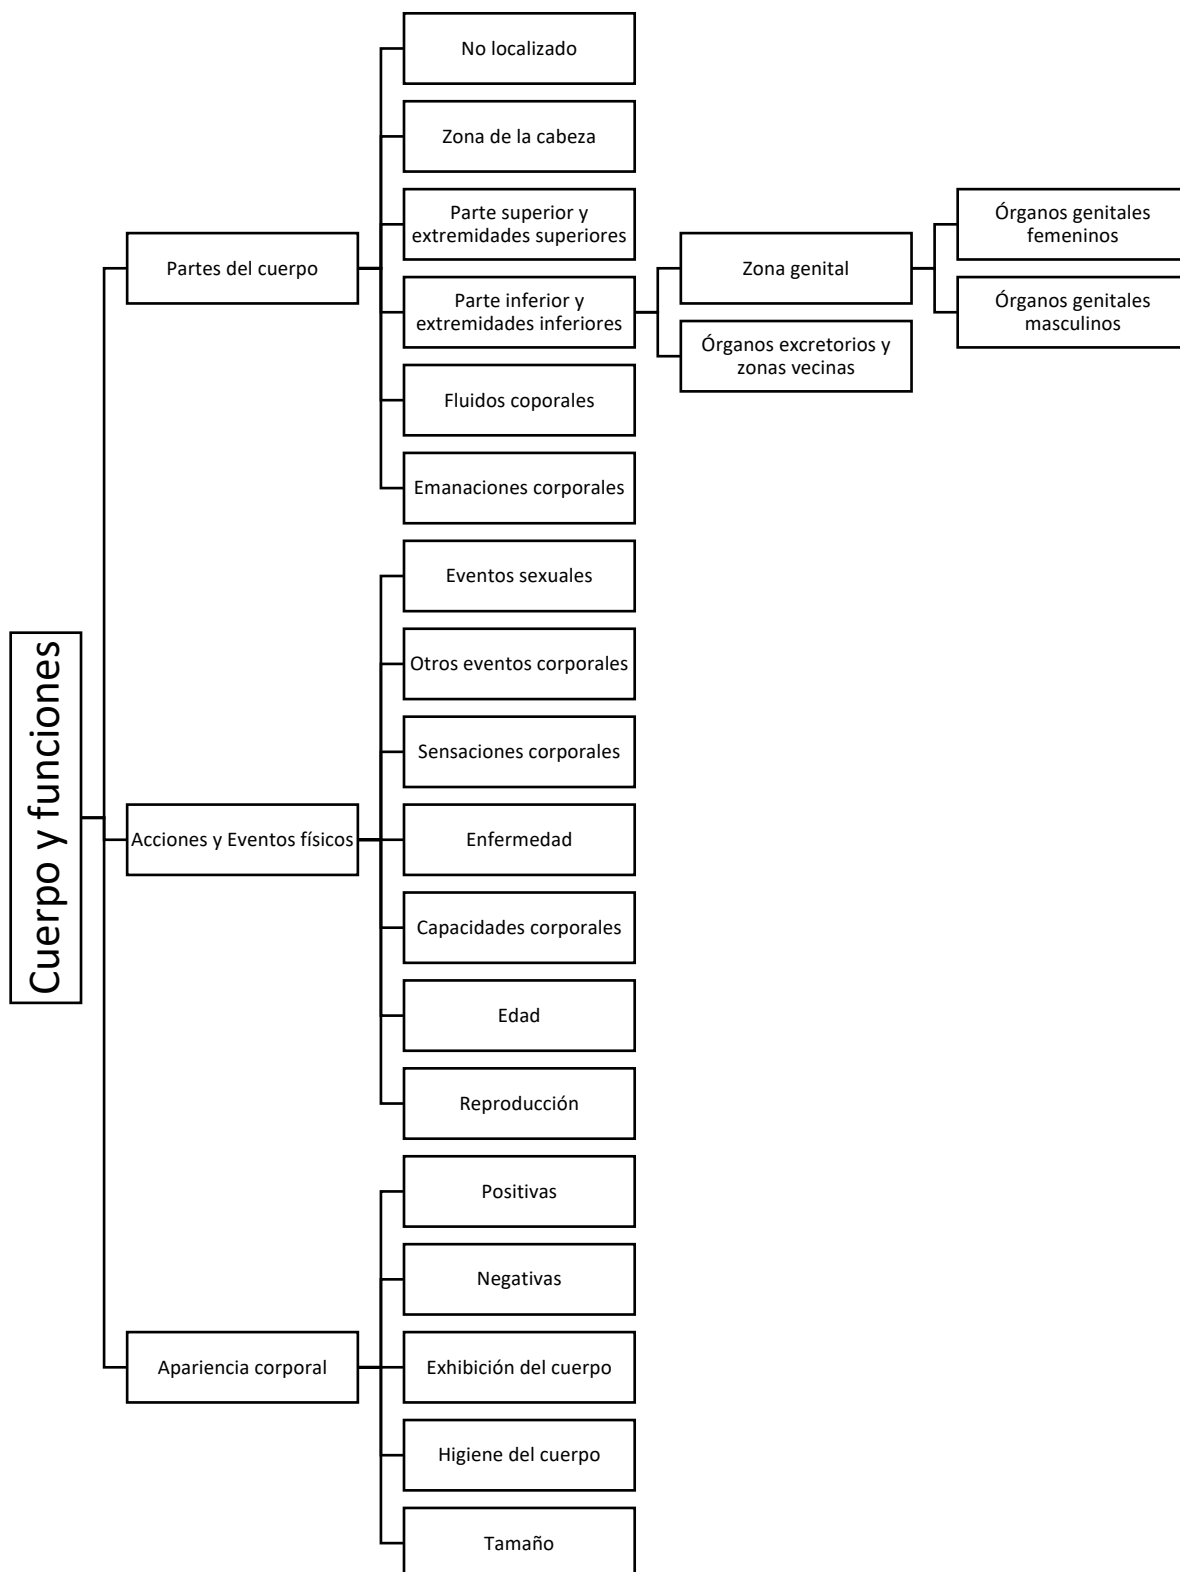 Cuerpo y funciones
Partes del cuerpo
No localizado
Zona de la cabeza
Parte superior y
extremidades superiores
Parte inferior y
extremidades inferiores
Zona genital
Órganos genitales
femeninos
Órganos genitales
masculinos
Órganos excretorios y
zonas vecinas
Fluidos coporales
Emanaciones corporales
Acciones y Eventos físicos
Eventos sexuales
Otros eventos corporales
Sensaciones corporales
Enfermedad
Capacidades corporales
Edad
Reproducción
Apariencia corporal
Positivas
Negativas
Exhibición del cuerpo
Higiene del cuerpo
Tamaño